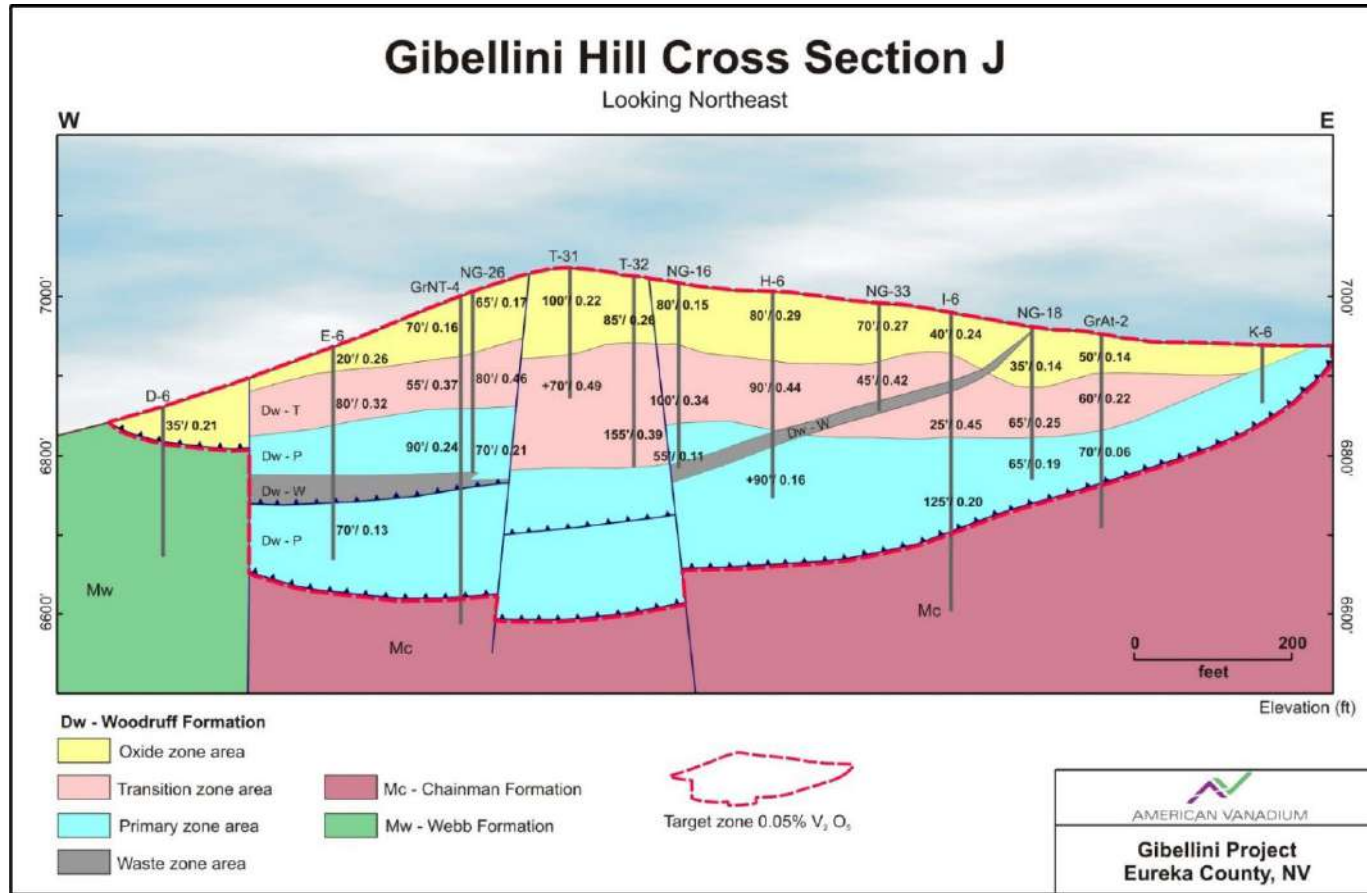 Gibellini Hill Cross Section J
Looking Northeast
W
E
T-31
T-32
NG-26
NG-16
H-6
GrNT-4
NG-33
I-6
NG-18
GrAt-2
K-6
E-6
D-6
7000'
6800'
6600'
7000'
6800'
6600'
65'/ 0.17
100'/ 0.22
80'/ 0.15
85'/ 0.26
70'/ 0.16
80'/ 0.29
70'/ 0.27
40'/ 0.24
20'/ 0.26
50'/ 0.14
35'/ 0.14
55'/ 0.37
80'/ 0.46
+70'/ 0.49
90'/ 0.44
45'/ 0.42
Dw - T
80'/ 0.32
100'/ 0.34
60'/ 0.22
35'/ 0.21
25'/ 0.45
65'/ 0.25
Dw - W
Dw - P
90'/ 0.24
70'/ 0.21
155'/ 0.39
55'/ 0.11
65'/ 0.19
70'/ 0.06
+90'/ 0.16
Dw - W
125'/ 0.20
70'/ 0.13
Dw - P
Mw
Mc
Mc
0
200
feet
Elevation (ft)
Dw - Woodruff Formation
Oxide zone area
Transition zone area
Primary zone area
Waste zone area
Mc - Chainman Formation
Mw - Webb Formation
Target zone 0.05% V₂ O₅
AMERICAN VANADIUM
Gibellini Project
Eureka County, NV